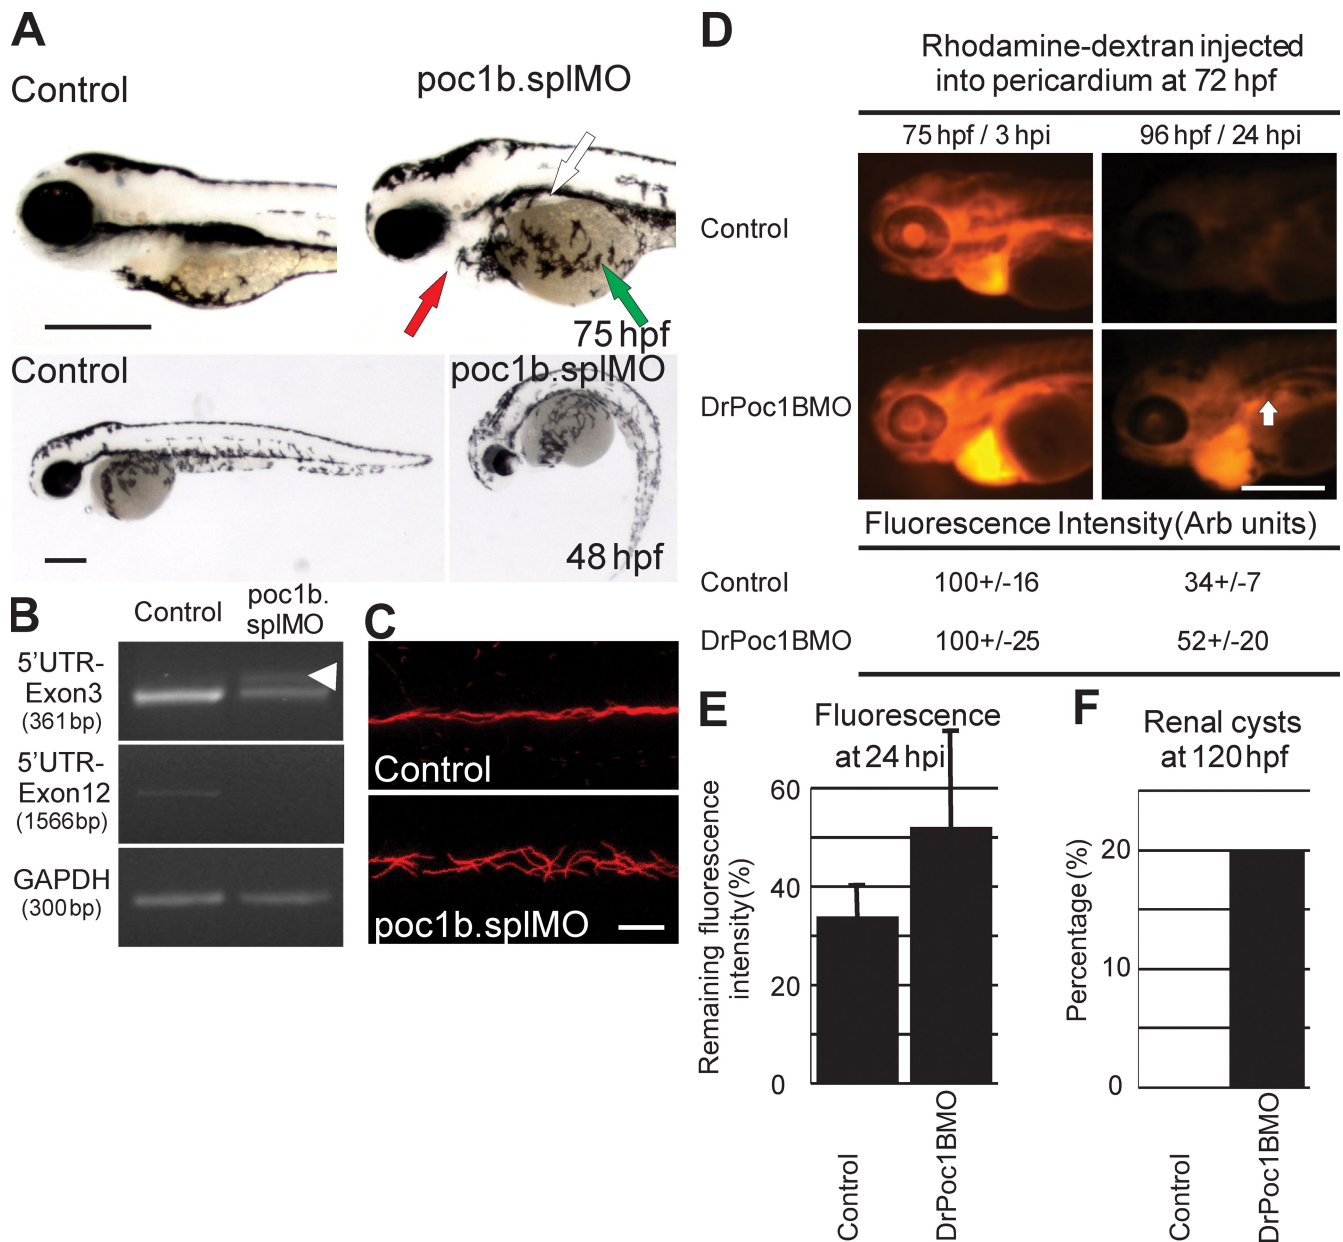 A
Control
poc1b.splMO
75 hpf
Control
poc1b.splMO
48 hpf
B
Control
poc1b.
splMO
5'UTR-
Exon3
(361bp)
5'UTR-
Exon12
(1566bp)
GAPDH
(300bp)
C
Control
poc1b.splMO
D
Rhodamine-dextran injected
into pericardium at 72 hpf
75 hpf / 3 hpi
96 hpf / 24 hpi
Control
DrPoc1BMO
Fluorescence Intensity(Arb units)
Control
100+/-16
34+/-7
DrPoc1BMO
100+/-25
52+/-20
E
Fluorescence
at 24 hpi
Remaining fluorescence
intensity(%)
60
40
20
0
Control
DrPoc1BMO
F
Renal cysts
at 120hpf
Percentage (%)
20
10
0
Control
DrPoc1BMO